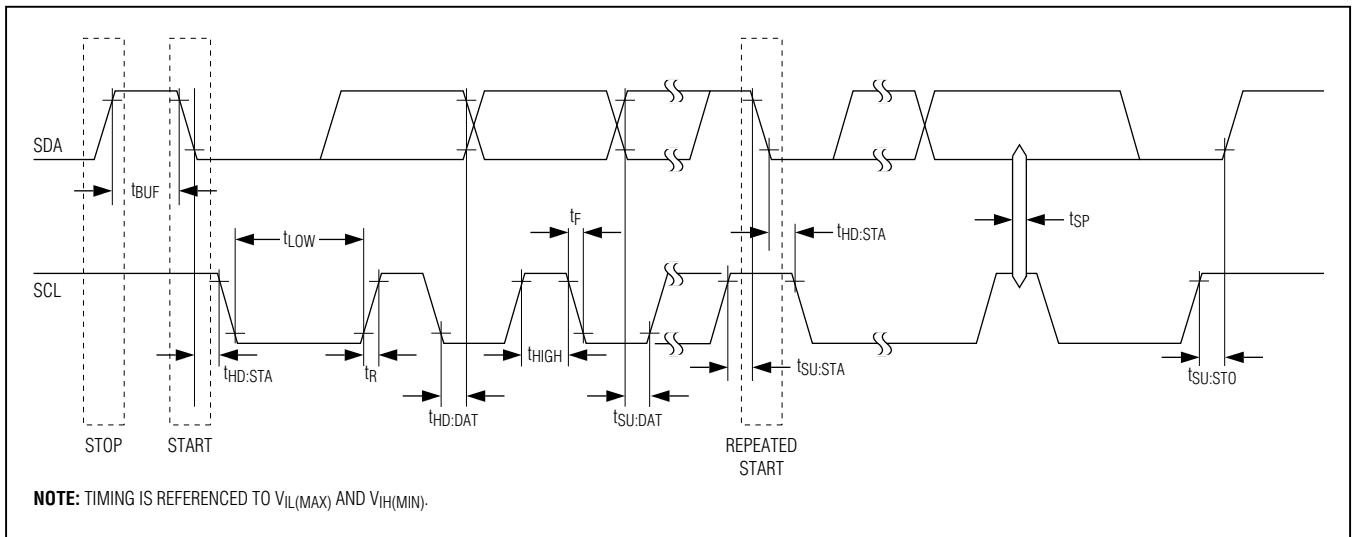 SDA
tBUF
tLOW
tF
tHD:STA
tSP
SCL
tHD:STA
tR
tHIGH
tSU:STA
tHD:DAT
tSU:DAT
tSU:STO
STOP
START
REPEATED
START
NOTE: TIMING IS REFERENCED TO VIL(MAX) AND VIH(MIN).